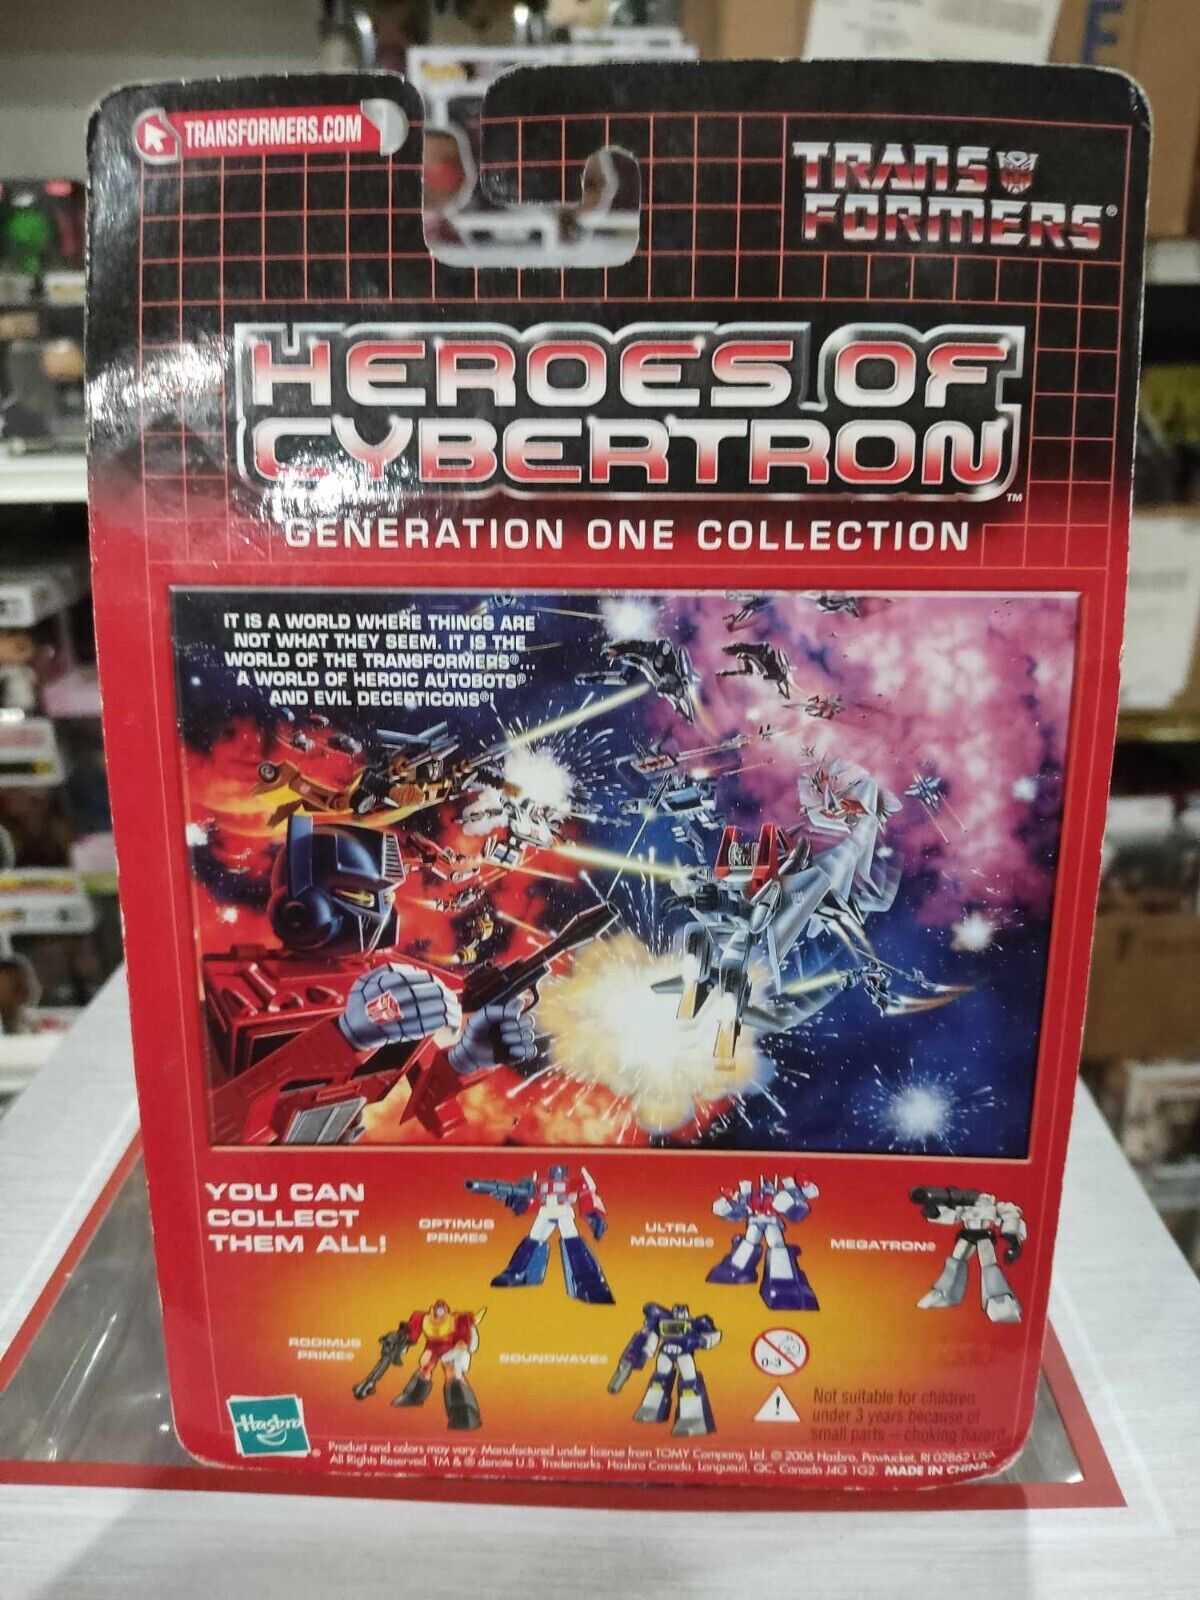 TRANSFORMERS.COM
TRANS
FORMERS®
HEROES OF
CYBERTRON™
GENERATION ONE COLLECTION
IT IS A WORLD WHERE THINGS ARE
NOT WHAT THEY SEEM. IT IS THE
WORLD OF THE TRANSFORMERS®...
A WORLD OF HEROIC AUTOBOTS®
AND EVIL DECEPTICONS®!
YOU CAN
COLLECT
THEM ALL!
OPTIMUS
PRIME®
ULTRA
MAGNUS®
MEGATRON®
RODIMUS
PRIME®
SOUNDWAVE®
0-3
!
Not suitable for children
under 3 years because of
small parts – choking hazard.
Hasbro®
Product and colors may vary. Manufactured under license from TOMY Company, Ltd. © 2006 Hasbro, Pawtucket, RI 02862 USA
All Rights Reserved. TM & ® denote U.S. Trademarks. Hasbro Canada, Longueuil, QC, Canada J4G 1G2. MADE IN CHINA.